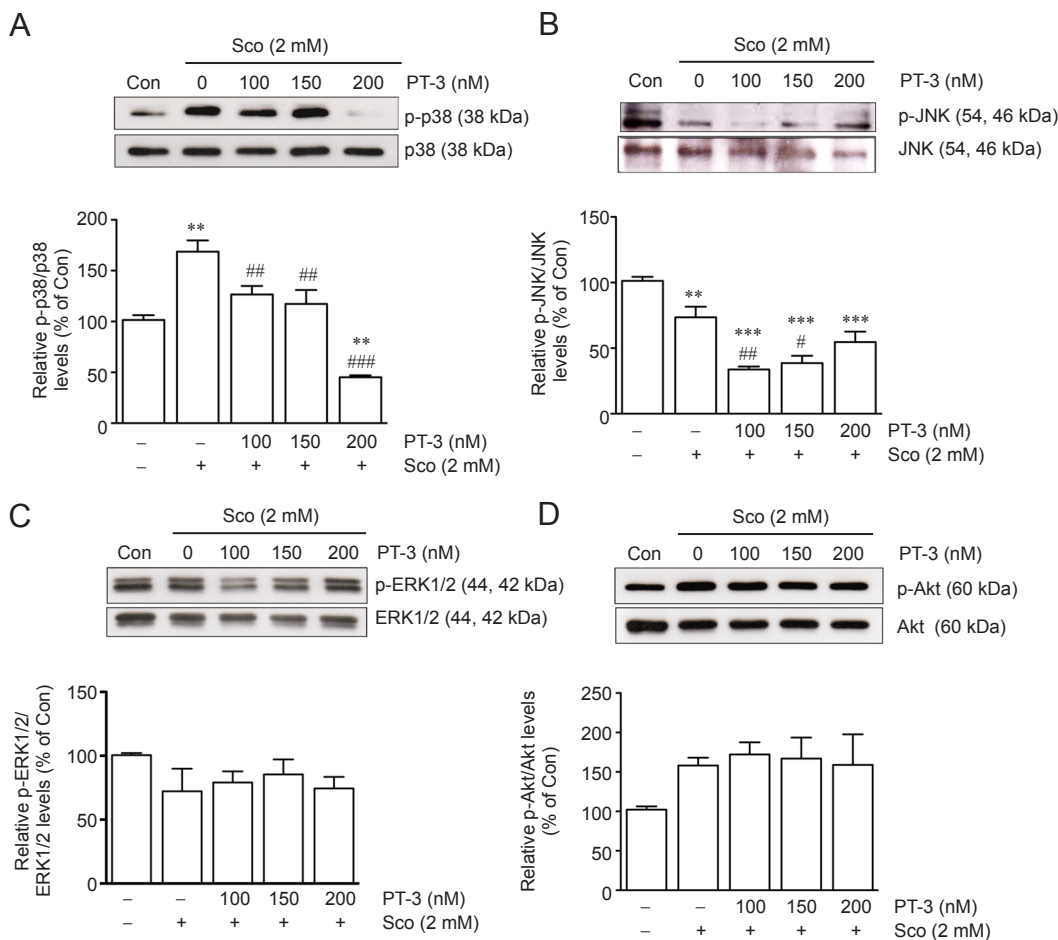 A
Sco (2 mM)
Con 0 100 150 200 PT-3 (nM)
p-p38 (38 kDa)
p38 (38 kDa)
Relative p-p38/p38
levels (% of Con)
200
150
100
50
0
**
##
##
**
###
– – 100 150 200 PT-3 (nM)
– + + + + Sco (2 mM)
B
Sco (2 mM)
Con 0 100 150 200 PT-3 (nM)
p-JNK (54, 46 kDa)
JNK (54, 46 kDa)
Relative p-JNK/JNK
levels (% of Con)
150
100
50
0
**
***
##
***
#
***
– – 100 150 200 PT-3 (nM)
– + + + + Sco (2 mM)
C
Sco (2 mM)
Con 0 100 150 200 PT-3 (nM)
p-ERK1/2 (44, 42 kDa)
ERK1/2 (44, 42 kDa)
Relative p-ERK1/2/
ERK1/2 levels (% of Con)
150
100
50
0
– – 100 150 200 PT-3 (nM)
– + + + + Sco (2 mM)
D
Sco (2 mM)
Con 0 100 150 200 PT-3 (nM)
p-Akt (60 kDa)
Akt (60 kDa)
Relative p-Akt/Akt levels
(% of Con)
250
200
150
100
50
0
– – 100 150 200 PT-3 (nM)
– + + + + Sco (2 mM)